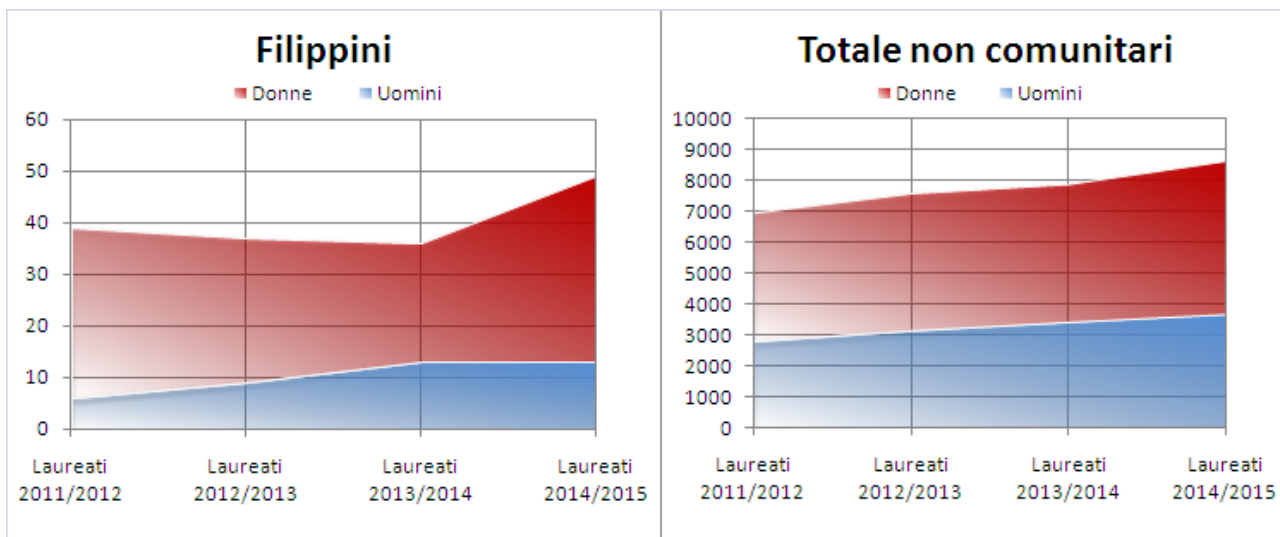 Filippini
Donne Uomini
60
50
40
30
20
10
0
Laureati 2011/2012
Laureati 2012/2013
Laureati 2013/2014
Laureati 2014/2015
Totale non comunitari
Donne Uomini
10000
9000
8000
7000
6000
5000
4000
3000
2000
1000
0
Laureati 2011/2012
Laureati 2012/2013
Laureati 2013/2014
Laureati 2014/2015